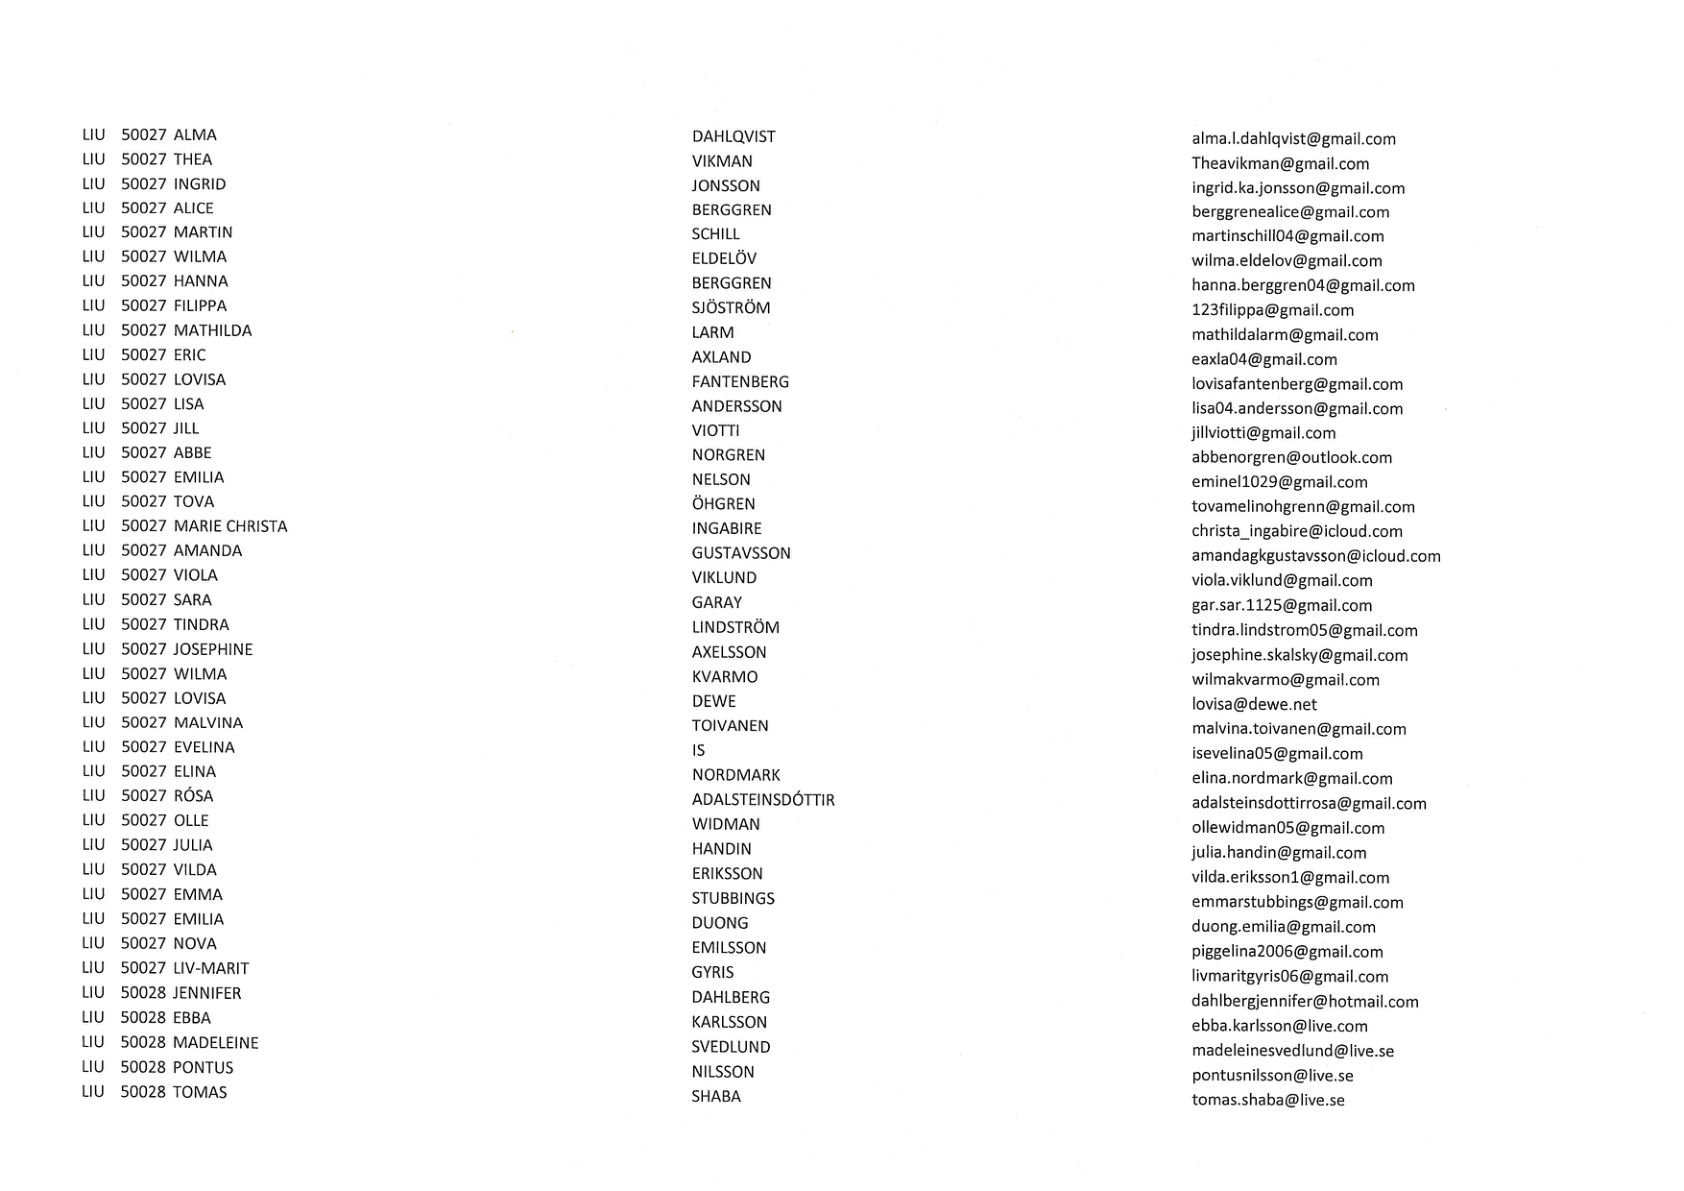 LIU 50027 ALMA DAHLQVIST alma.l.dahlqvist@gmail.com
LIU 50027 THEA VIKMAN Theavikman@gmail.com
LIU 50027 INGRID JONSSON ingrid.ka.jonsson@gmail.com
LIU 50027 ALICE BERGGREN berggrenealice@gmail.com
LIU 50027 MARTIN SCHILL martinschill04@gmail.com
LIU 50027 WILMA ELDELÖV wilma.eldelov@gmail.com
LIU 50027 HANNA BERGGREN hanna.berggren04@gmail.com
LIU 50027 FILIPPA SJÖSTRÖM 123filippa@gmail.com
LIU 50027 MATHILDA LARM mathildalarm@gmail.com
LIU 50027 ERIC AXLAND eaxla04@gmail.com
LIU 50027 LOVISA FANTENBERG lovisafantenberg@gmail.com
LIU 50027 LISA ANDERSSON lisa04.andersson@gmail.com
LIU 50027 JILL VIOTTI jillviotti@gmail.com
LIU 50027 ABBE NORGREN abbenorgren@outlook.com
LIU 50027 EMILIA NELSON eminel1029@gmail.com
LIU 50027 TOVA ÖHGREN tovamelinohgrenn@gmail.com
LIU 50027 MARIE CHRISTA INGABIRE christa_ingabire@icloud.com
LIU 50027 AMANDA GUSTAVSSON amandagkgustavsson@icloud.com
LIU 50027 VIOLA VIKLUND viola.viklund@gmail.com
LIU 50027 SARA GARAY gar.sar.1125@gmail.com
LIU 50027 TINDRA LINDSTRÖM tindra.lindstrom05@gmail.com
LIU 50027 JOSEPHINE AXELSSON josephine.skalsky@gmail.com
LIU 50027 WILMA KVARMO wilmakvarmo@gmail.com
LIU 50027 LOVISA DEWE lovisa@dewe.net
LIU 50027 MALVINA TOIVANEN malvina.toivanen@gmail.com
LIU 50027 EVELINA IS isevelina05@gmail.com
LIU 50027 ELINA NORDMARK elina.nordmark@gmail.com
LIU 50027 RÓSA ADALSTEINSDÓTTIR adalsteinsdottirrosa@gmail.com
LIU 50027 OLLE WIDMAN ollewidman05@gmail.com
LIU 50027 JULIA HANDIN julia.handin@gmail.com
LIU 50027 VILDA ERIKSSON vilda.eriksson1@gmail.com
LIU 50027 EMMA STUBBINGS emmarstubbings@gmail.com
LIU 50027 EMILIA DUONG duong.emilia@gmail.com
LIU 50027 NOVA EMILSSON piggelina2006@gmail.com
LIU 50027 LIV-MARIT GYRIS livmaritgyris06@gmail.com
LIU 50028 JENNIFER DAHLBERG dahlbergjennifer@hotmail.com
LIU 50028 EBBA KARLSSON ebba.karlsson@live.com
LIU 50028 MADELEINE SVEDLUND madeleinesvedlund@live.se
LIU 50028 PONTUS NILSSON pontusnilsson@live.se
LIU 50028 TOMAS SHABA tomas.shaba@live.se